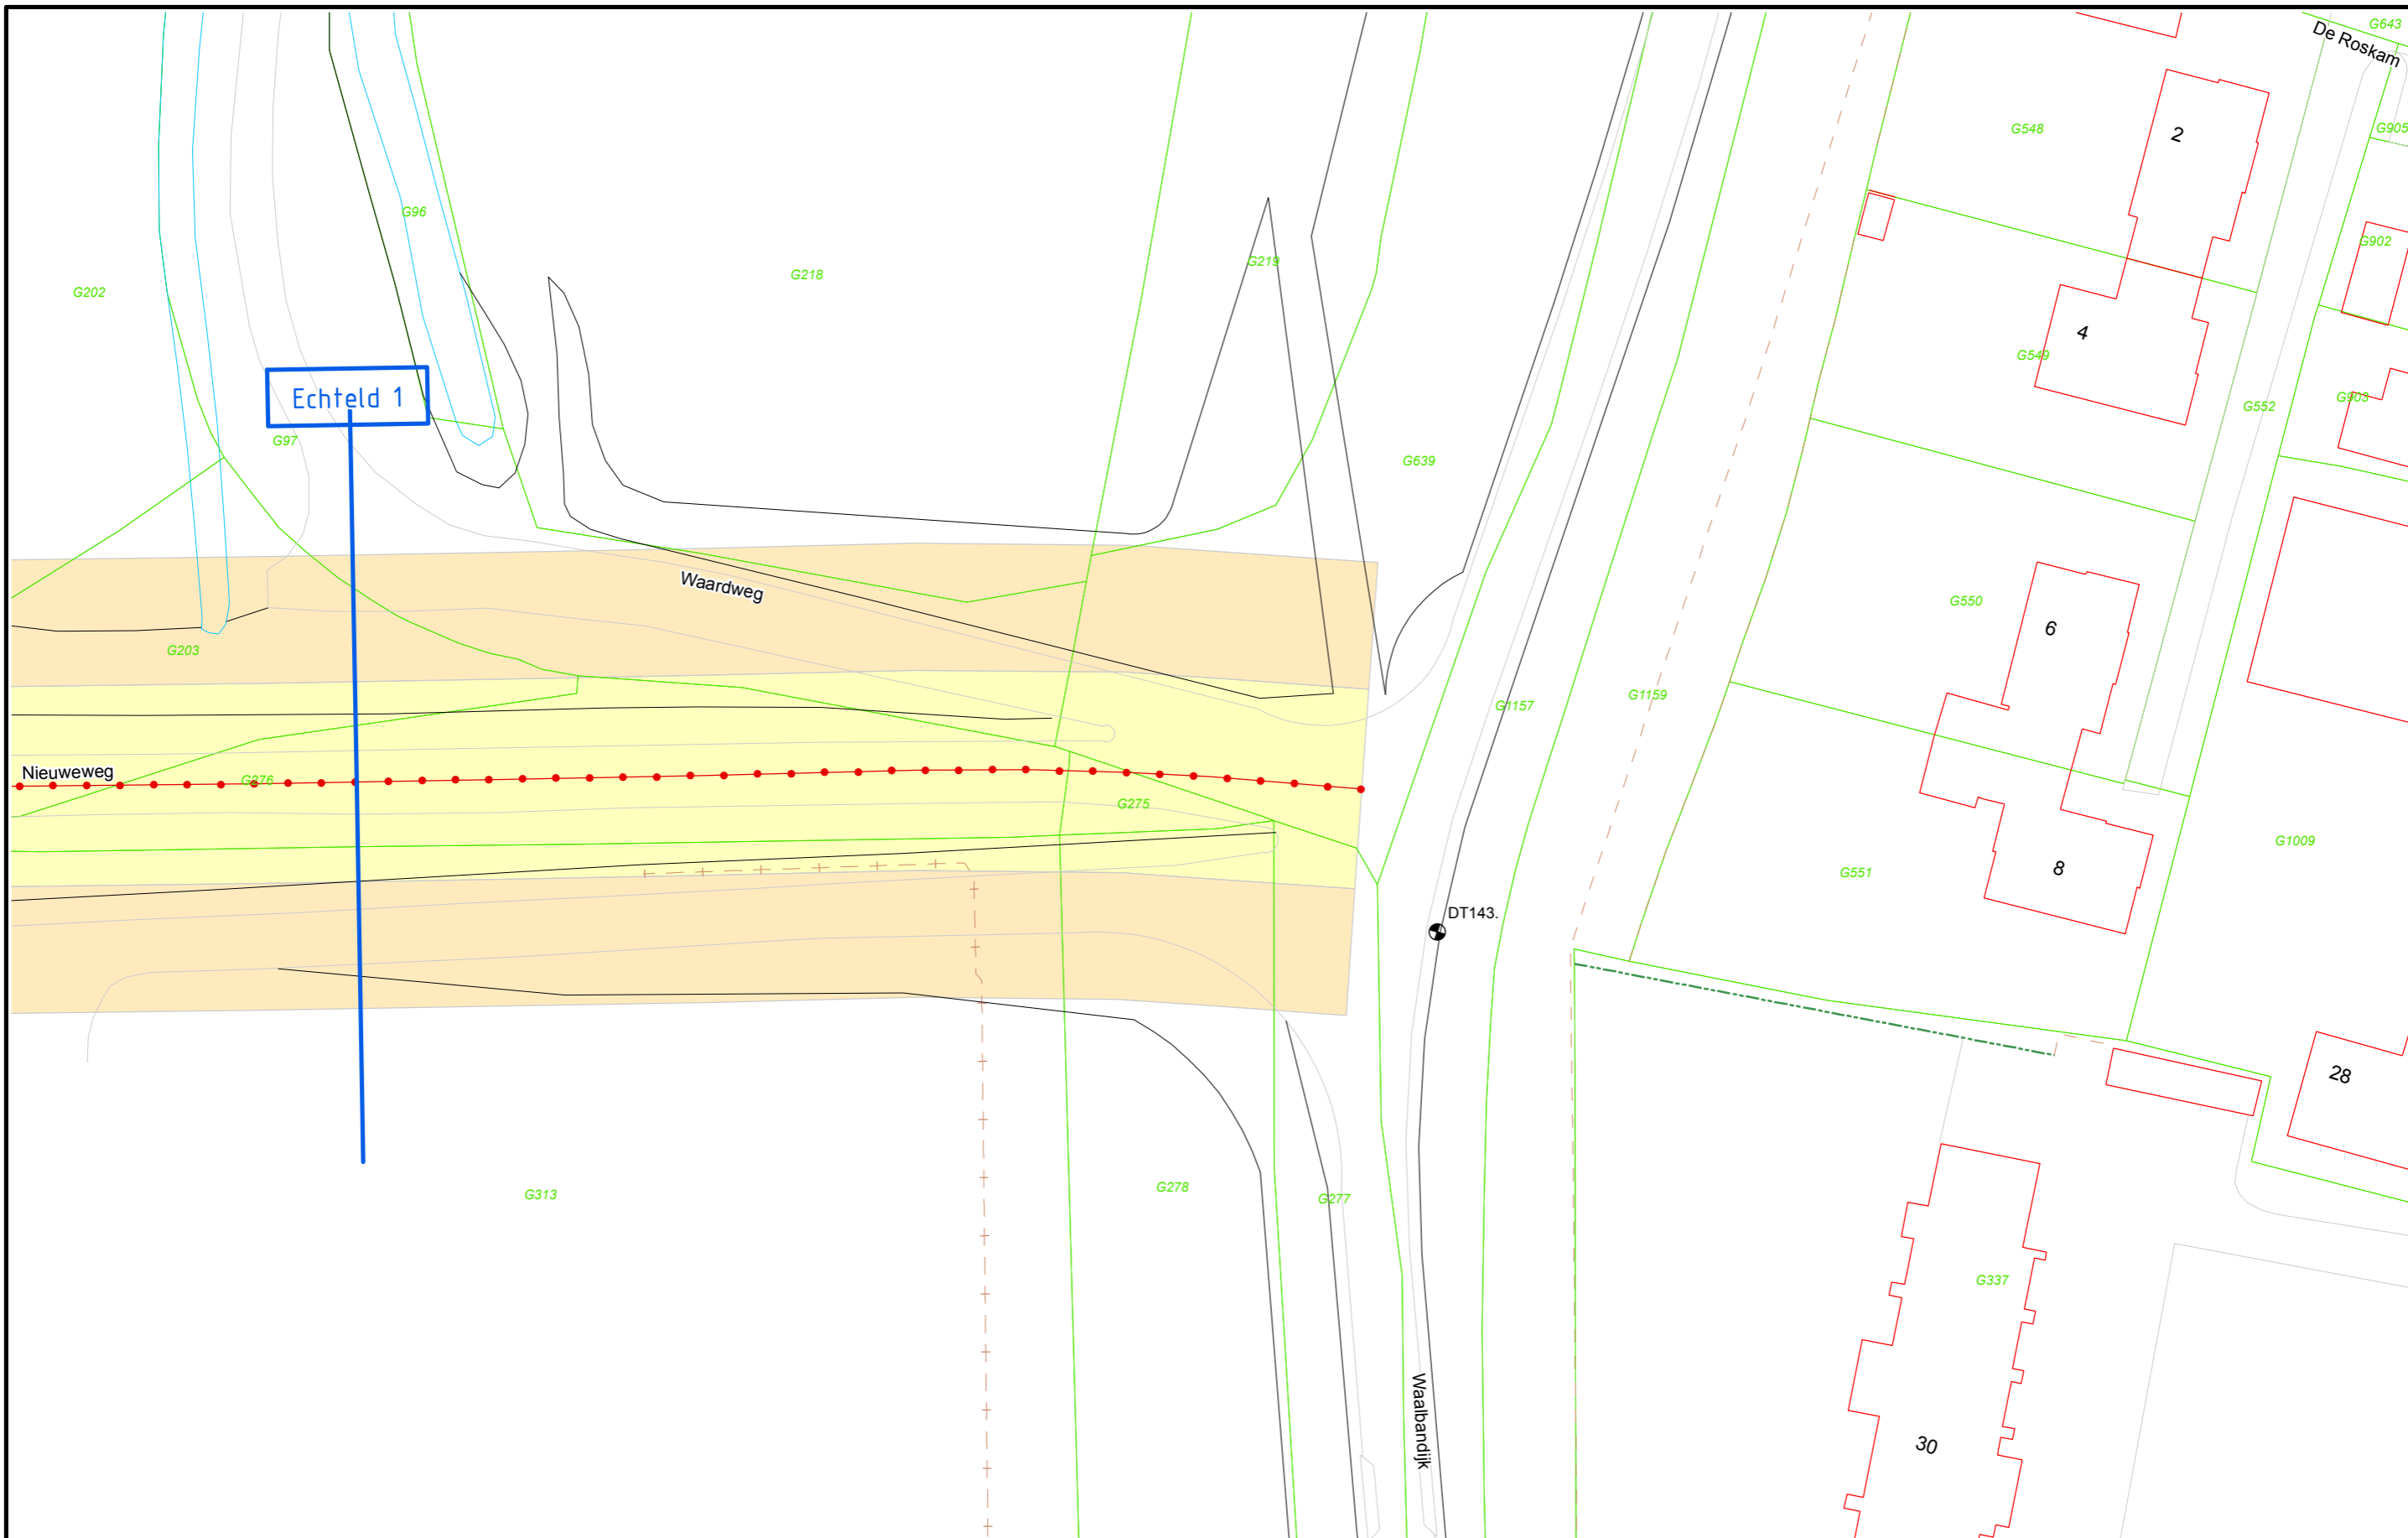 G643
De Roskam
G548
2
G905
G96
G902
G218
G219
G202
4
G549
Echteld 1
G903
G552
G97
G639
Waardweg
G550
6
G203
G1159
G1157
Nieuweweg
G276
G275
G1009
G551
8
DT143.
28
G313
G278
G277
G337
Waalbandijk
30